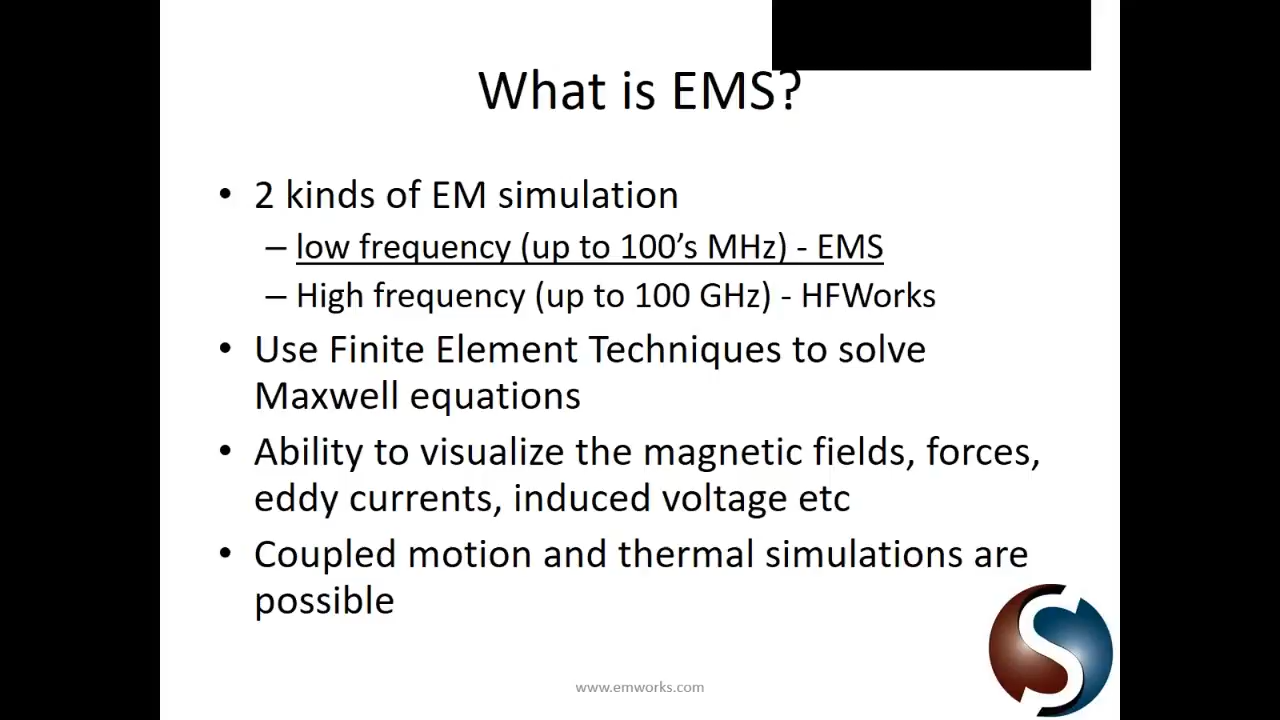 What is EMS?
• 2 kinds of EM simulation
– low frequency (up to 100’s MHz) - EMS
– High frequency (up to 100 GHz) - HFWorks
• Use Finite Element Techniques to solve
Maxwell equations
• Ability to visualize the magnetic fields, forces,
eddy currents, induced voltage etc
• Coupled motion and thermal simulations are
possible
S
www.emworks.com